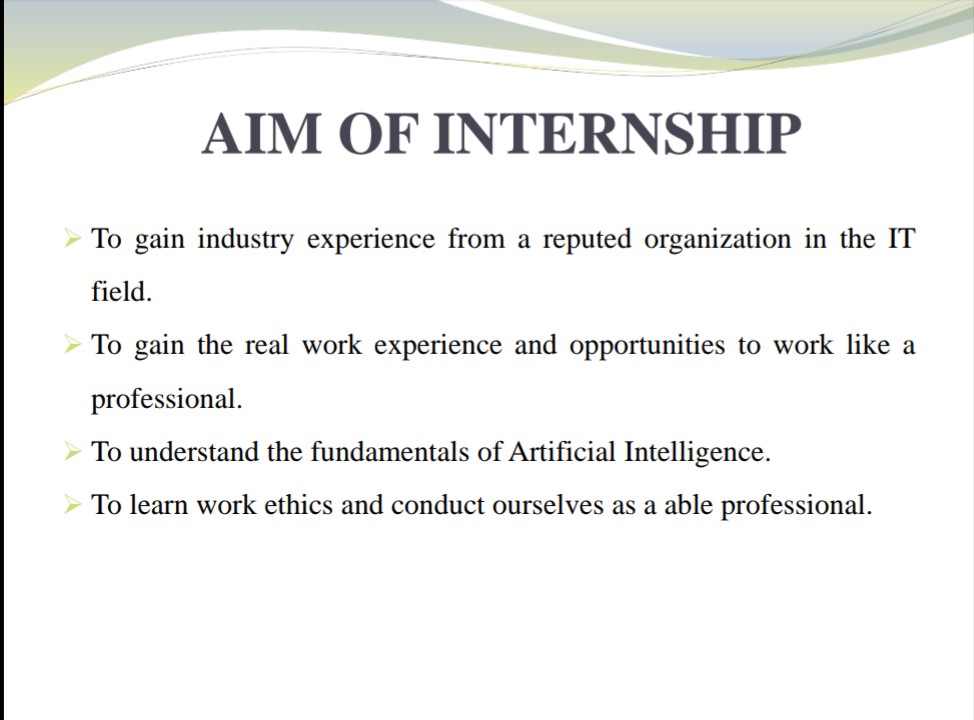 AIM OF INTERNSHIP
To gain industry experience from a reputed organization in the IT
field.
To gain the real work experience and opportunities to work like a
professional.
To understand the fundamentals of Artificial Intelligence.
To learn work ethics and conduct ourselves as a able professional.